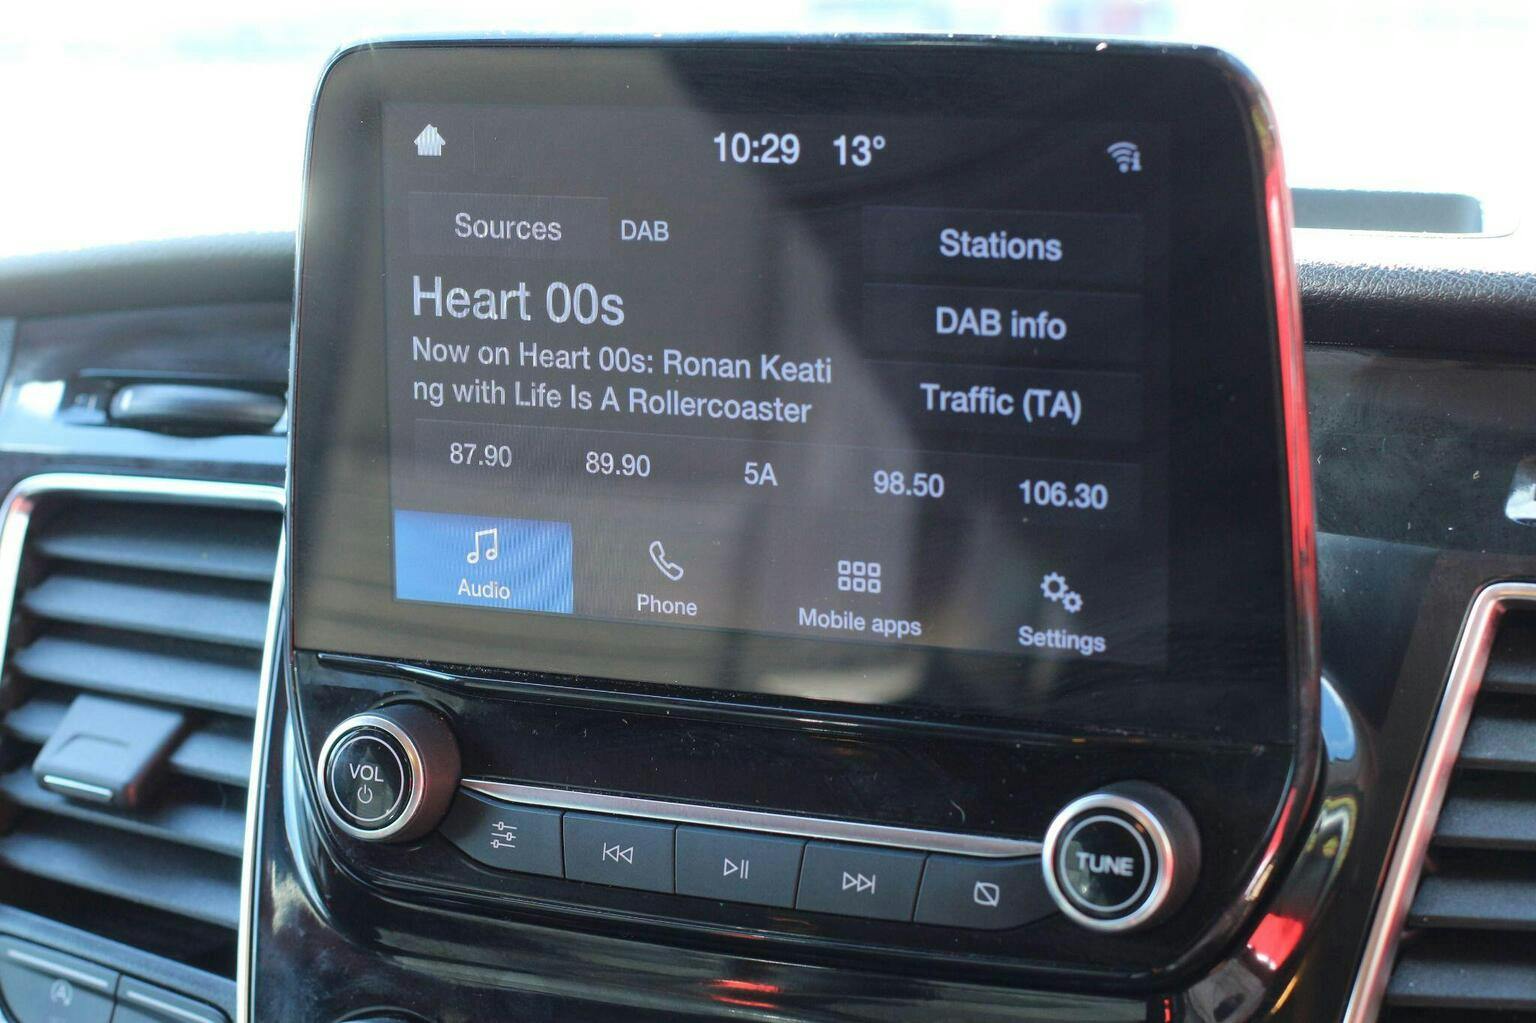 10:29 13°
Sources DAB
Stations
Heart 00s
DAB info
Now on Heart 00s: Ronan Keati
ng with Life Is A Rollercoaster
Traffic (TA)
87.90 89.90 5A 98.50 106.30
Audio Phone Mobile apps Settings
VOL
TUNE
A